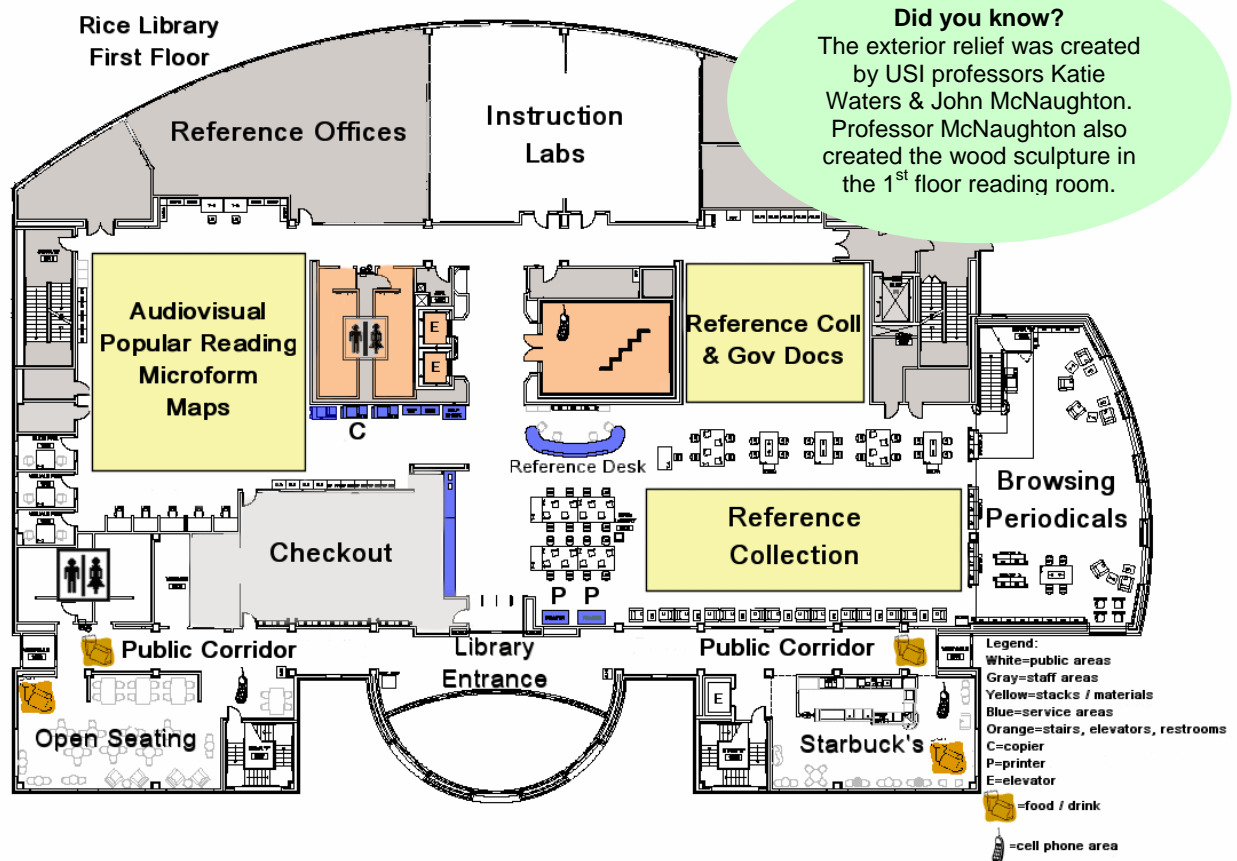 Rice Library
First Floor
Did you know?
The exterior relief was created
by USI professors Katie
Waters & John McNaughton.
Professor McNaughton also
created the wood sculpture in
the 1st floor reading room.
Reference Offices
Instruction
Labs
Audiovisual
Popular Reading
Microform
Maps
E
E
Reference Coll
& Gov Docs
C
Reference Desk
Browsing
Periodicals
Reference
Collection
Checkout
P P
Public Corridor
Library
Entrance
Public Corridor
E
Open Seating
Starbuck's
Legend:
White=public areas
Gray=staff areas
Yellow=stacks / materials
Blue=service areas
Orange=stairs, elevators, restrooms
C=copier
P=printer
E=elevator
=food / drink
=cell phone area